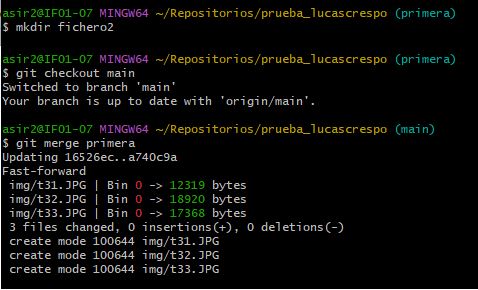 asir2@IF01-07 MINGW64 ~/Repositorios/prueba_lucascrespo (primera)
$ mkdir fichero2
asir2@IF01-07 MINGW64 ~/Repositorios/prueba_lucascrespo (primera)
$ git checkout main
Switched to branch 'main'
Your branch is up to date with 'origin/main'.
asir2@IF01-07 MINGW64 ~/Repositorios/prueba_lucascrespo (main)
$ git merge primera
Updating 16526ec..a740c9a
Fast-forward
 img/t31.JPG | Bin 0 -> 12319 bytes
 img/t32.JPG | Bin 0 -> 18920 bytes
 img/t33.JPG | Bin 0 -> 17368 bytes
 3 files changed, 0 insertions(+), 0 deletions(-)
 create mode 100644 img/t31.JPG
 create mode 100644 img/t32.JPG
 create mode 100644 img/t33.JPG